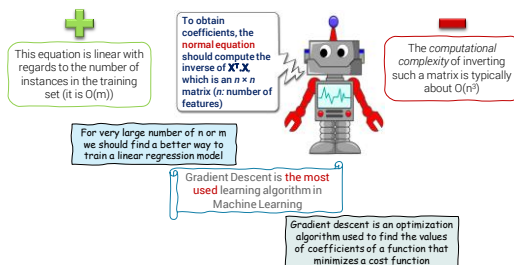 This equation is linear with
regards to the number of
instances in the training
set (it is O(m))
To obtain
coefficients, the
normal equation
should compute the
inverse of Xᵀ.X,
which is an n × n
matrix (n: number of
features)
The computational
complexity of inverting
such a matrix is typically
about O(n³)
For very large number of n or m
we should find a better way to
train a linear regression model
Gradient Descent is the most
used learning algorithm in
Machine Learning
Gradient descent is an optimization
algorithm used to find the values
of coefficients of a function that
minimizes a cost function